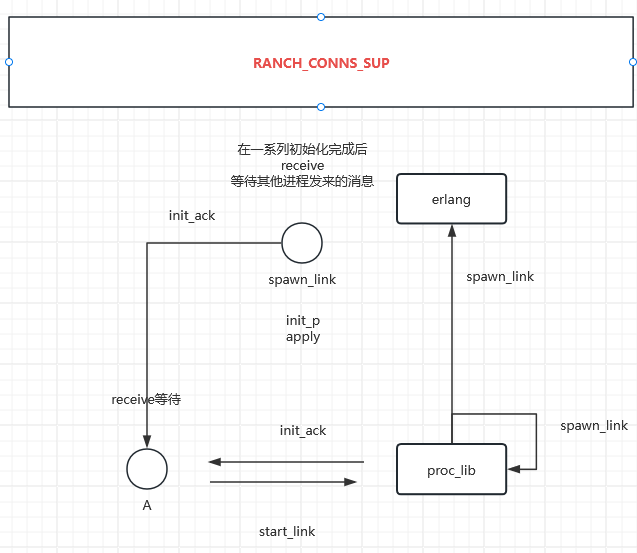 RANCH_CONNS_SUP
在一系列初始化完成后
receive
等待其他进程发来的消息
erlang
init_ack
spawn_link
spawn_link
init_p
apply
receive等待
init_ack
spawn_link
proc_lib
A
start_link